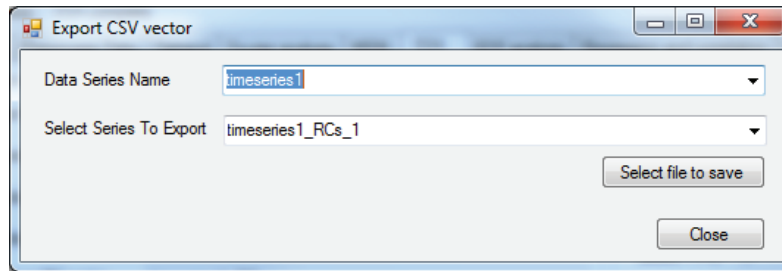 Export CSV vector
Data Series Name timeseries1
Select Series To Export timeseries1_RCs_1
Select file to save
Close